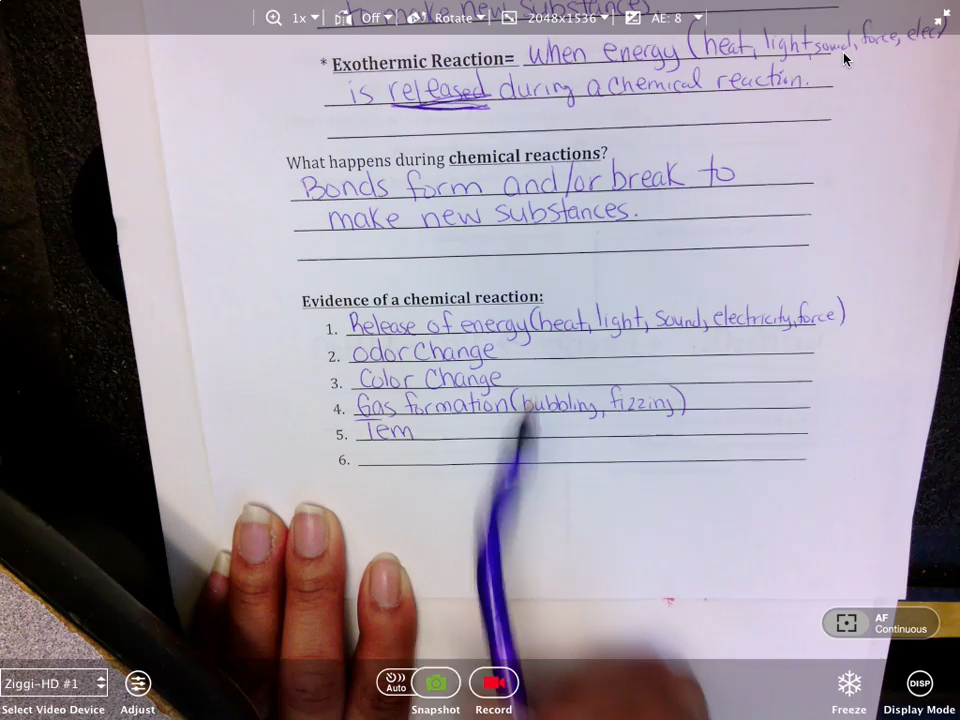 to make new substances.
1x Off Rotate 2048x1536 AE: 8
* Exothermic Reaction= when energy (heat, light, sound, force, elec)
is released during a chemical reaction.
What happens during chemical reactions?
Bonds form and/or break to
make new substances.
Evidence of a chemical reaction:
1. Release of energy (heat, light, sound, electricity, force)
2. odor Change
3. Color Change
4. Gas formation (bubbling, fizzing)
5. Tem
6.
AF
Continuous
Ziggi-HD #1
Auto
DISP
Select Video Device Adjust Snapshot Record Freeze Display Mode